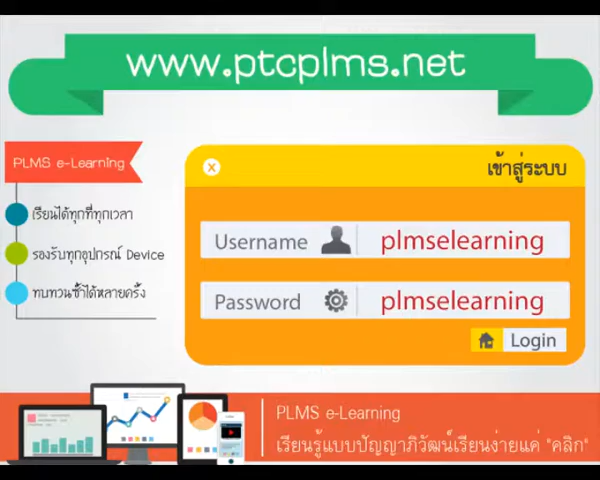 www.ptcplms.net
PLMS e-Learning
เรียนได้ทุกที่ทุกเวลา
รองรับทุกอุปกรณ์ Device
ทบทวนซ้ำได้หลายครั้ง
เข้าสู่ระบบ
Username plmselearning
Password plmselearning
Login
PLMS e-Learning
เรียนรู้แบบปัญญาภิวัฒน์เรียนง่ายแค่ "คลิก"